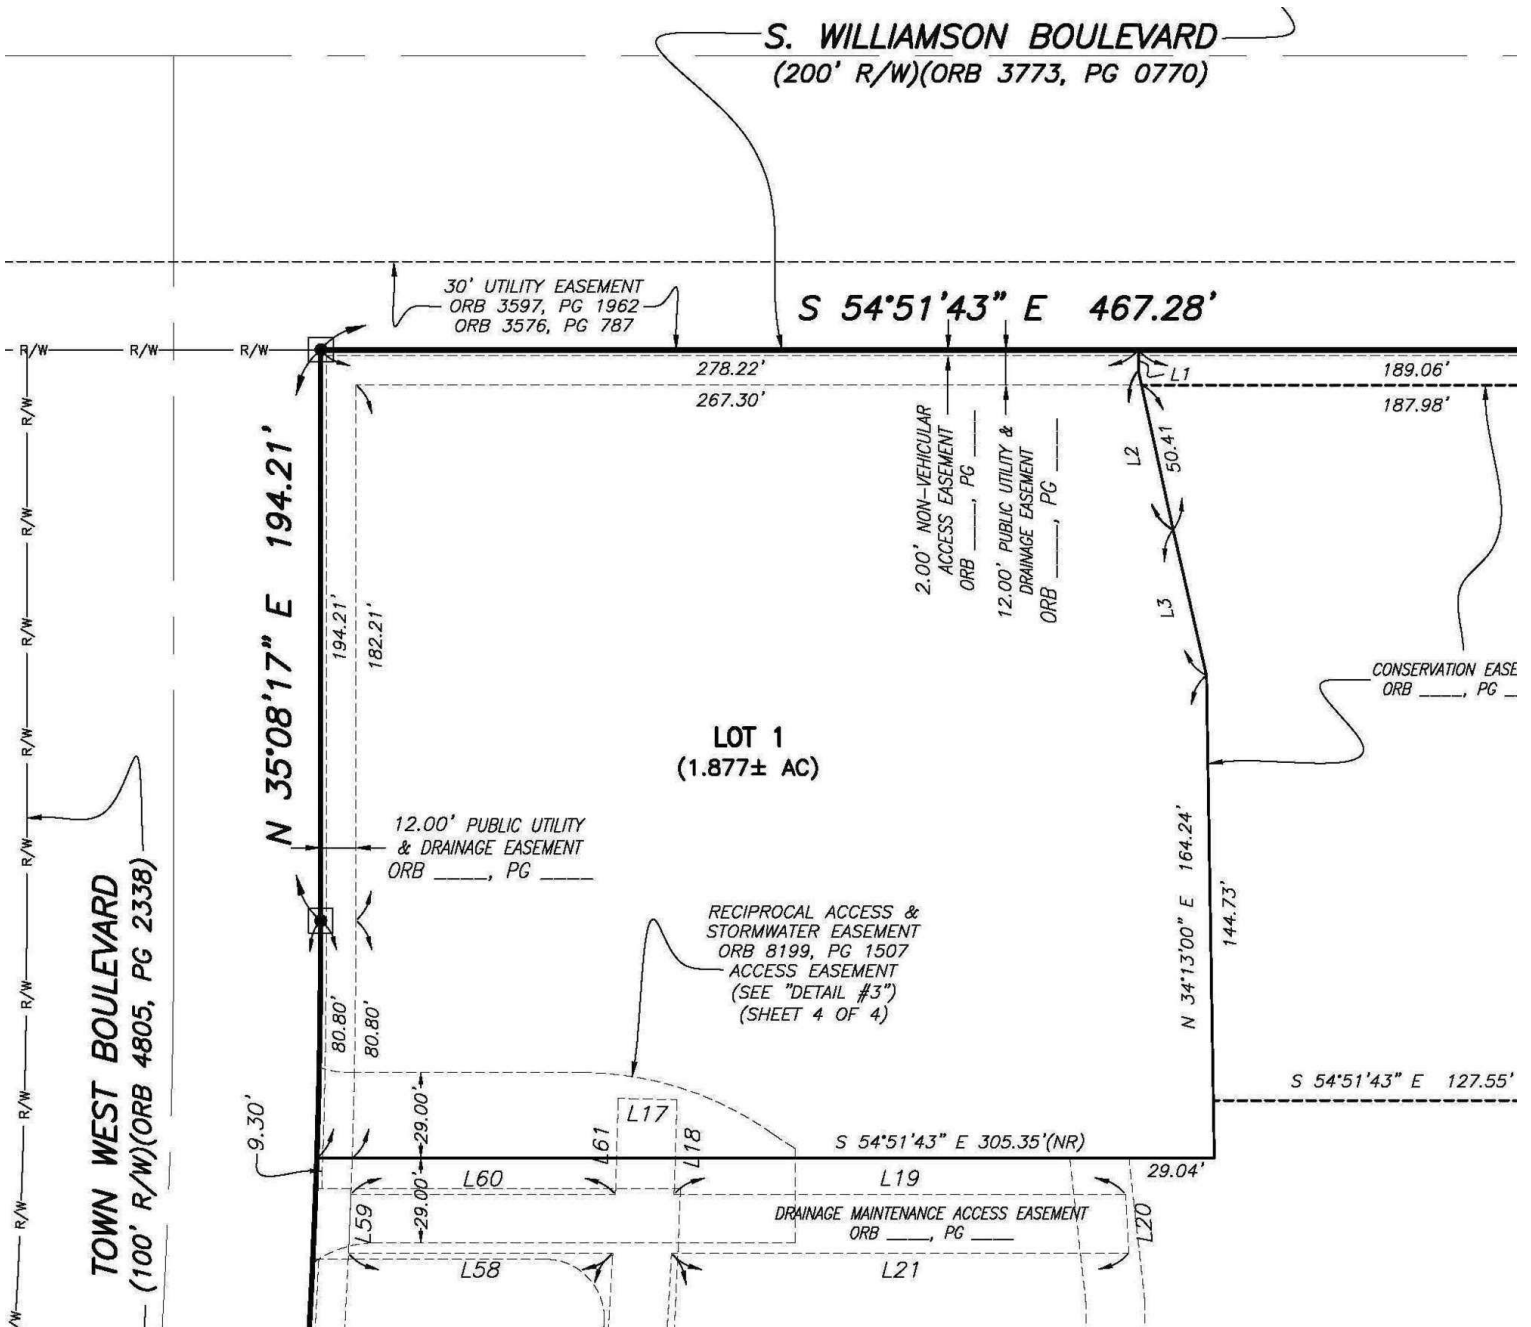 S. WILLIAMSON BOULEVARD
(200' R/W)(ORB 3773, PG 0770)
30' UTILITY EASEMENT
ORB 3597, PG 1962
ORB 3576, PG 787
S 54°51'43" E 467.28'
R/W
R/W
R/W
278.22'
L1
189.06'
267.30'
187.98'
R/W
R/W
R/W
R/W
R/W
R/W
R/W
R/W
N 35°08'17" E 194.21'
194.21'
182.21'
2.00' NON-VEHICULAR
ACCESS EASEMENT
ORB ____, PG ____
12.00' PUBLIC UTILITY &
DRAINAGE EASEMENT
ORB ____, PG ____
L2
50.41
L3
CONSERVATION EASE
ORB ____, PG
LOT 1
(1.877± AC)
12.00' PUBLIC UTILITY
& DRAINAGE EASEMENT
ORB ____, PG ____
N 34°13'00" E 164.24'
144.73'
TOWN WEST BOULEVARD
(100' R/W)(ORB 4805, PG 2338)
RECIPROCAL ACCESS &
STORMWATER EASEMENT
ORB 8199, PG 1507
ACCESS EASEMENT
(SEE "DETAIL #3")
(SHEET 4 OF 4)
80.80'
80.80'
S 54°51'43" E 127.55'
9.30'
29.00'
L17
L61
L18
S 54°51'43" E 305.35'(NR)
29.04'
L60
L19
29.00'
L59
DRAINAGE MAINTENANCE ACCESS EASEMENT
ORB ____, PG ____
L20
L58
L21